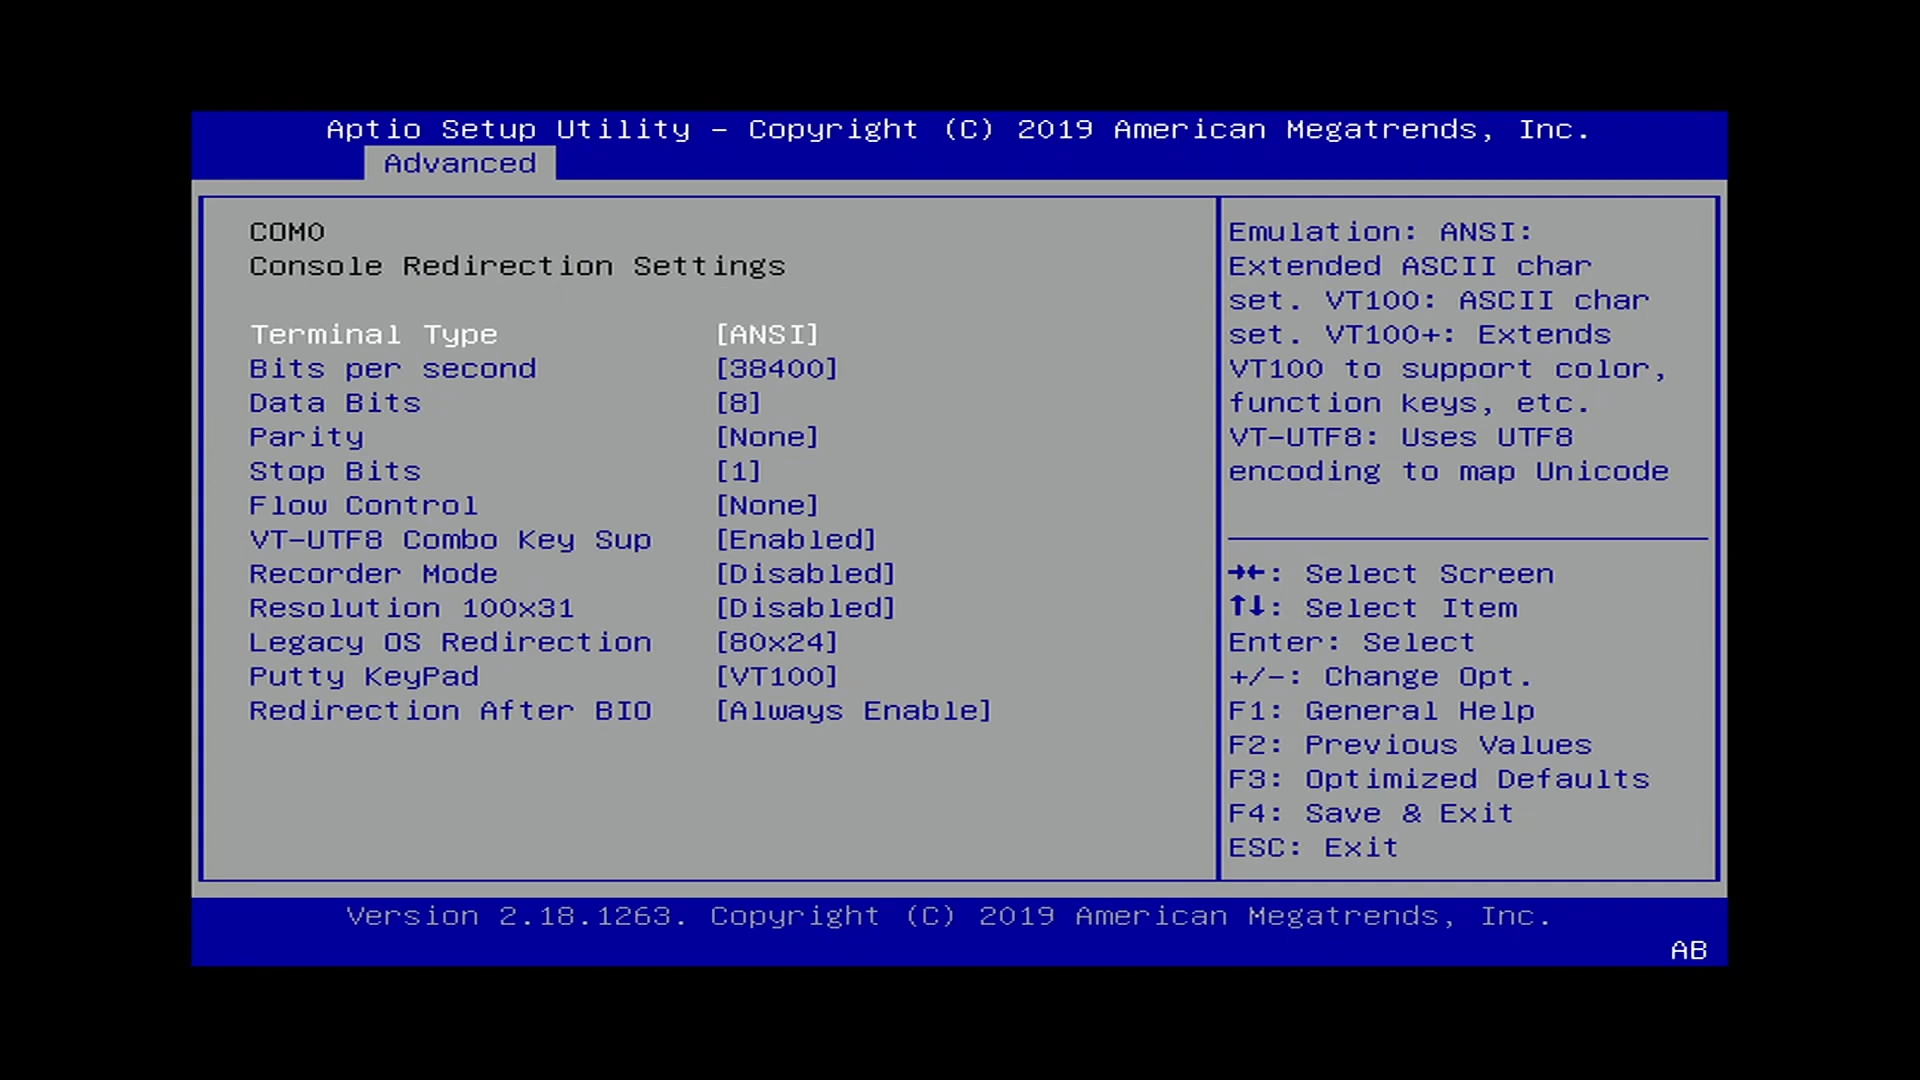 Aptio Setup Utility – Copyright (C) 2019 American Megatrends, Inc.
Advanced
COM0
Console Redirection Settings
Terminal Type [ANSI]
Bits per second [38400]
Data Bits [8]
Parity [None]
Stop Bits [1]
Flow Control [None]
VT-UTF8 Combo Key Sup [Enabled]
Recorder Mode [Disabled]
Resolution 100x31 [Disabled]
Legacy OS Redirection [80x24]
Putty KeyPad [VT100]
Redirection After BIO [Always Enable]
Emulation: ANSI:
Extended ASCII char
set. VT100: ASCII char
set. VT100+: Extends
VT100 to support color,
function keys, etc.
VT-UTF8: Uses UTF8
encoding to map Unicode
→←: Select Screen
↑↓: Select Item
Enter: Select
+/-: Change Opt.
F1: General Help
F2: Previous Values
F3: Optimized Defaults
F4: Save & Exit
ESC: Exit
Version 2.18.1263. Copyright (C) 2019 American Megatrends, Inc.
AB